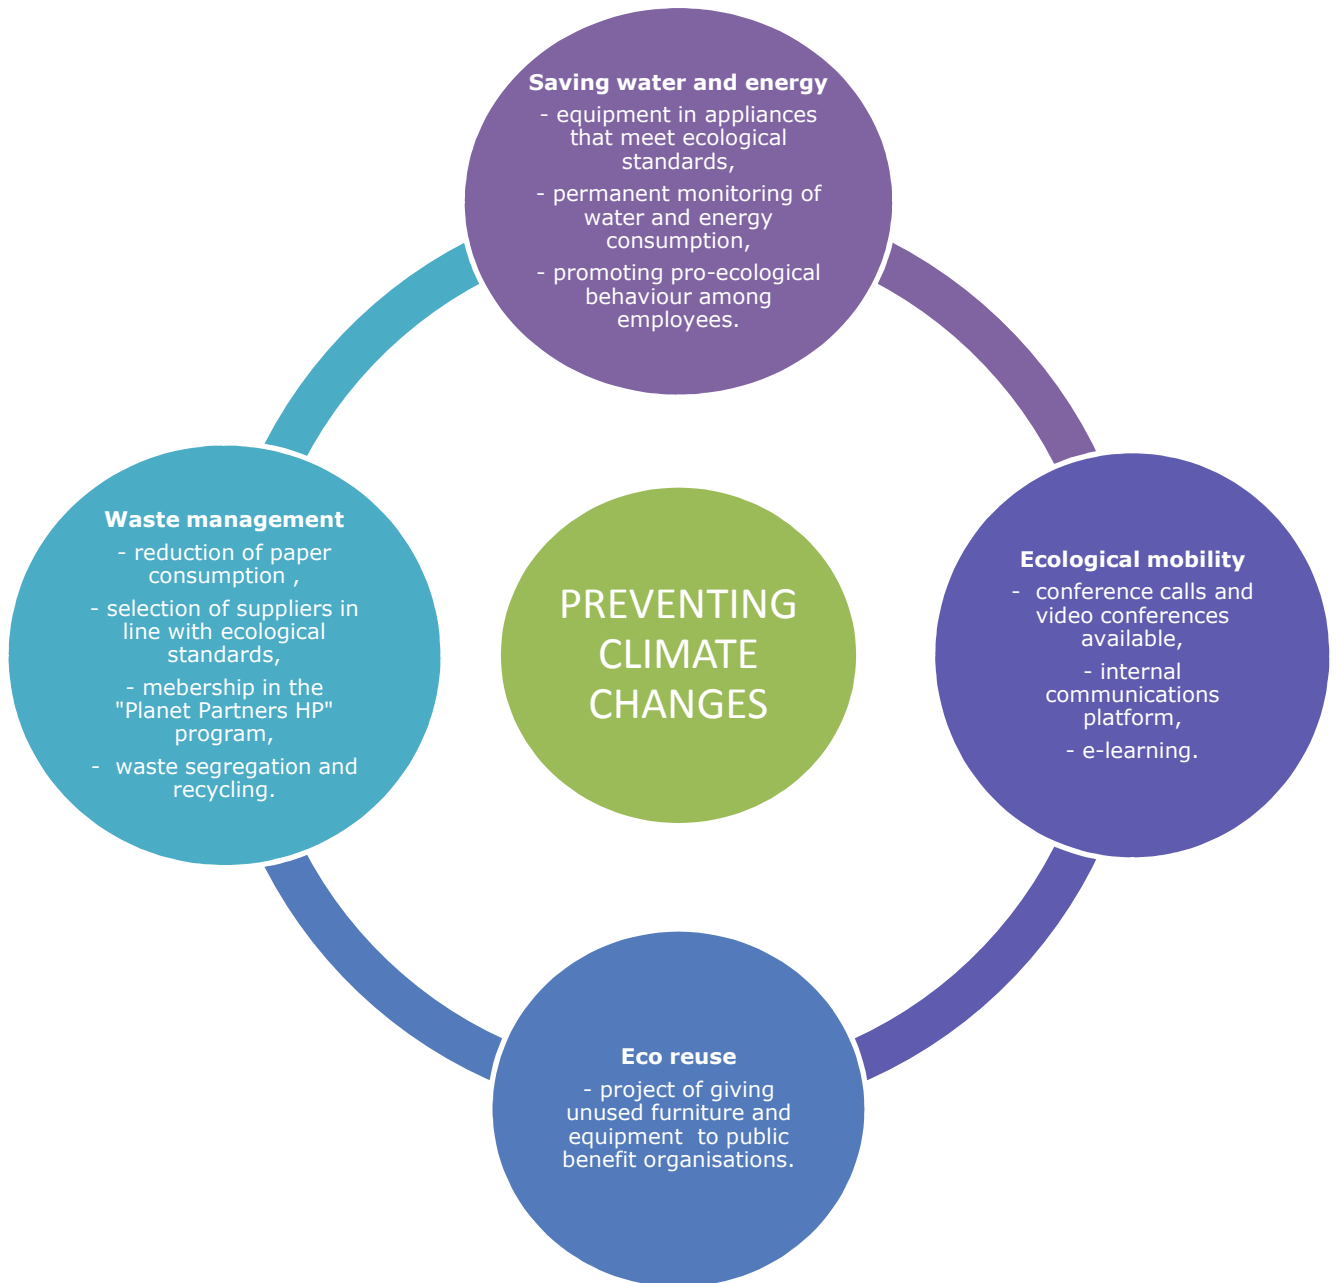 Saving water and energy
- equipment in appliances
that meet ecological
standards,
- permanent monitoring of
water and energy
consumption,
- promoting pro-ecological
behaviour among
employees.
Waste management
- reduction of paper
consumption ,
- selection of suppliers in
line with ecological
standards,
- mebership in the
"Planet Partners HP"
program,
- waste segregation and
recycling.
PREVENTING
CLIMATE
CHANGES
Ecological mobility
- conference calls and
video conferences
available,
- internal
communications
platform,
- e-learning.
Eco reuse
- project of giving
unused furniture and
equipment to public
benefit organisations.